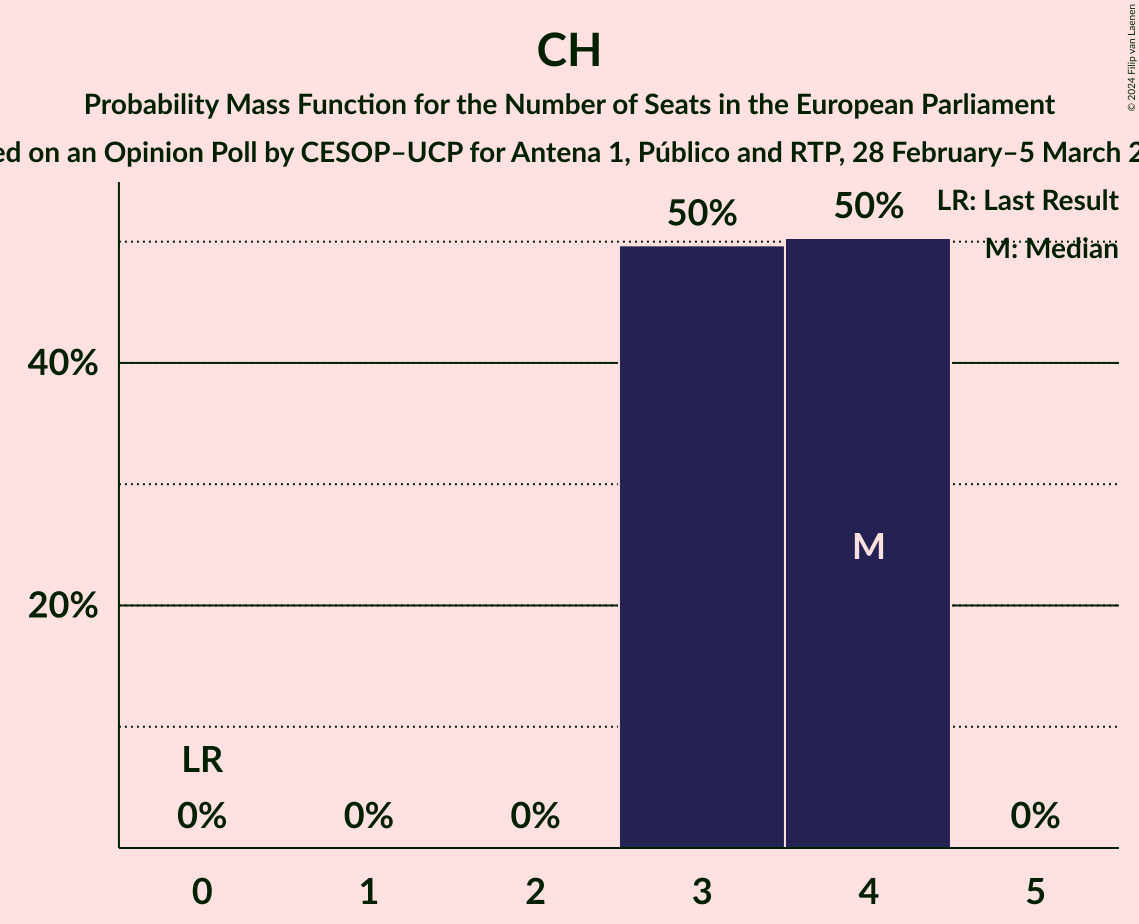 CH
Probability Mass Function for the Number of Seats in the European Parliament
on an Opinion Poll by CESOP–UCP for Antena 1, Público and RTP, 28 February–5 March
© 2024 Filip van Laenen
LR: Last Result
M: Median
50%
50%
40%
20%
M
LR
0%
0%
0%
0%
0
1
2
3
4
5